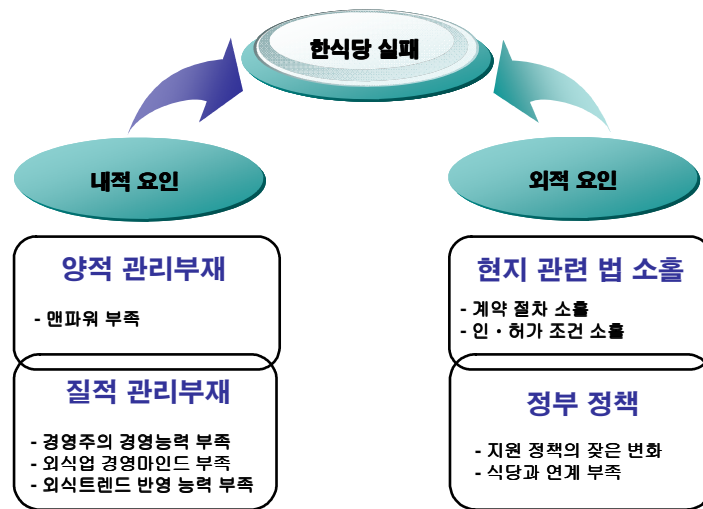 한식당 실패
내적 요인
외적 요인
양적 관리부재
- 맨파워 부족
질적 관리부재
- 경영주의 경영능력 부족
- 외식업 경영마인드 부족
- 외식트렌드 반영 능력 부족
현지 관련 법 소홀
- 계약 절차 소홀
- 인・허가 조건 소홀
정부 정책
- 지원 정책의 잦은 변화
- 식당과 연계 부족